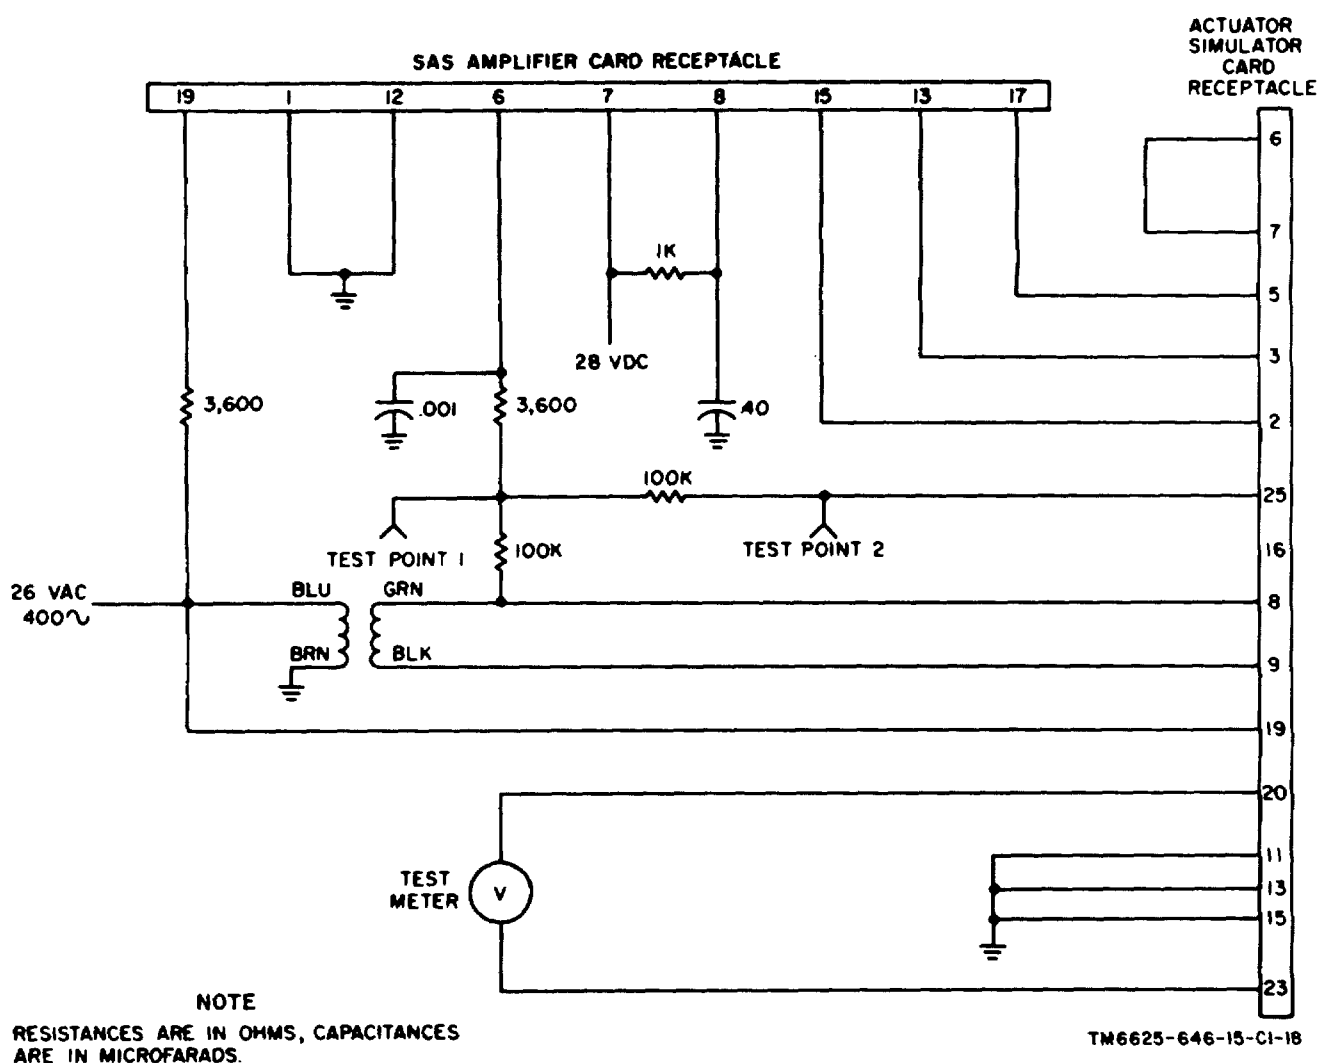 ACTUATOR
SIMULATOR
CARD
RECEPTACLE
SAS AMPLIFIER CARD RECEPTACLE
19 1 12 6 7 8 15 13 17
6
7
1K
5
3
28 VDC
3,600
.001
3,600
.40
2
100K
25
TEST POINT 1
100K
TEST POINT 2
16
26 VAC
400~
BLU
GRN
8
BRN
BLK
9
19
20
TEST
METER
V
11
13
15
23
NOTE
RESISTANCES ARE IN OHMS, CAPACITANCES
ARE IN MICROFARADS.
TM6625-646-15-C1-18